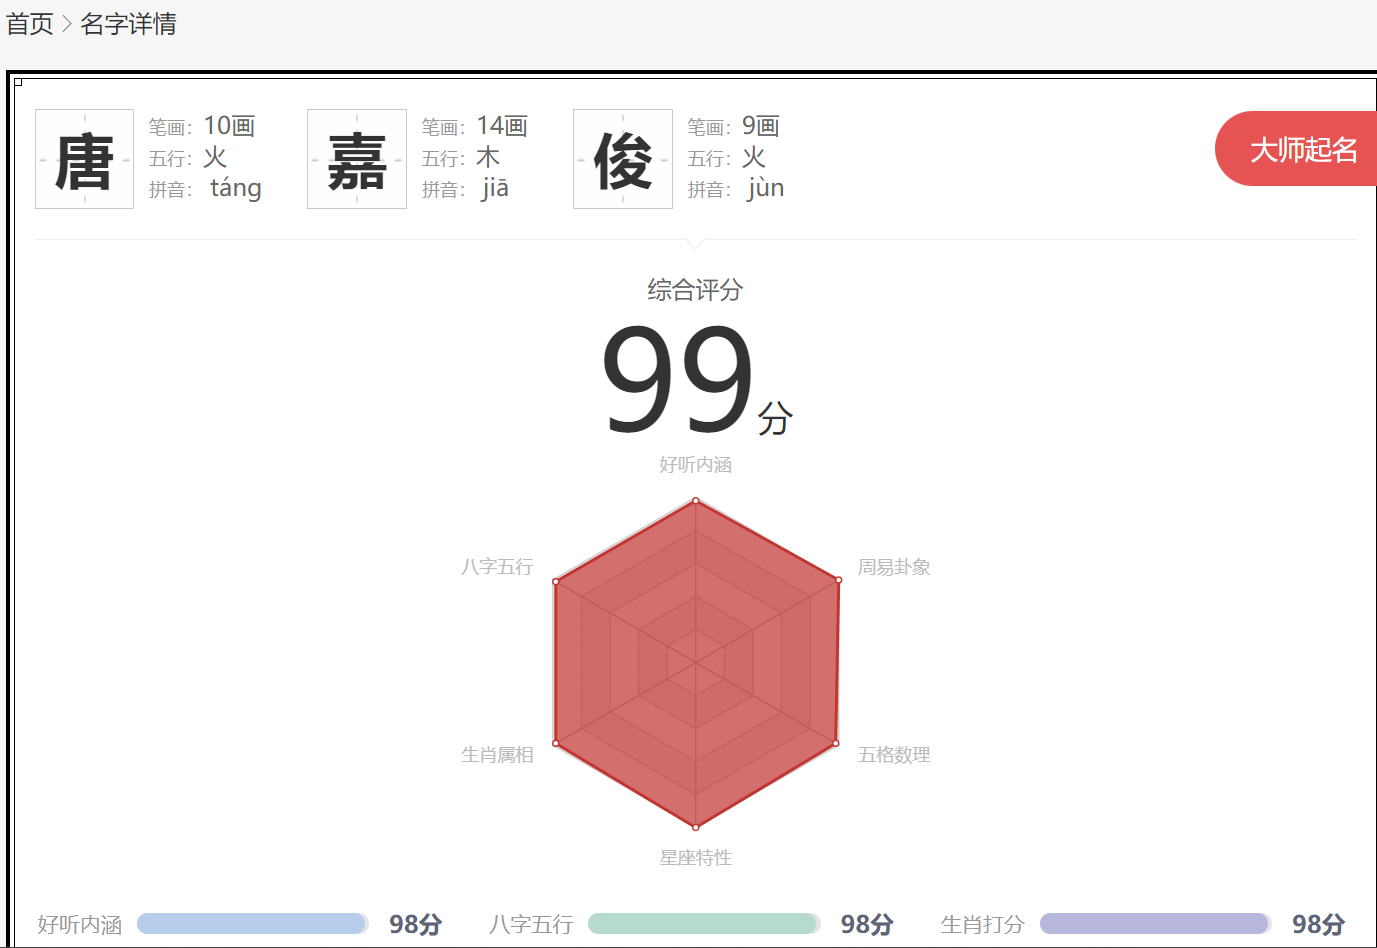 首页 > 名字详情
唐
笔画：10画
五行：火
拼音：táng
嘉
笔画：14画
五行：木
拼音：jiā
俊
笔画：9画
五行：火
拼音：jùn
大师起名
综合评分
99分
好听内涵
八字五行
周易卦象
生肖属相
五格数理
星座特性
好听内涵 98分
八字五行 98分
生肖打分 98分